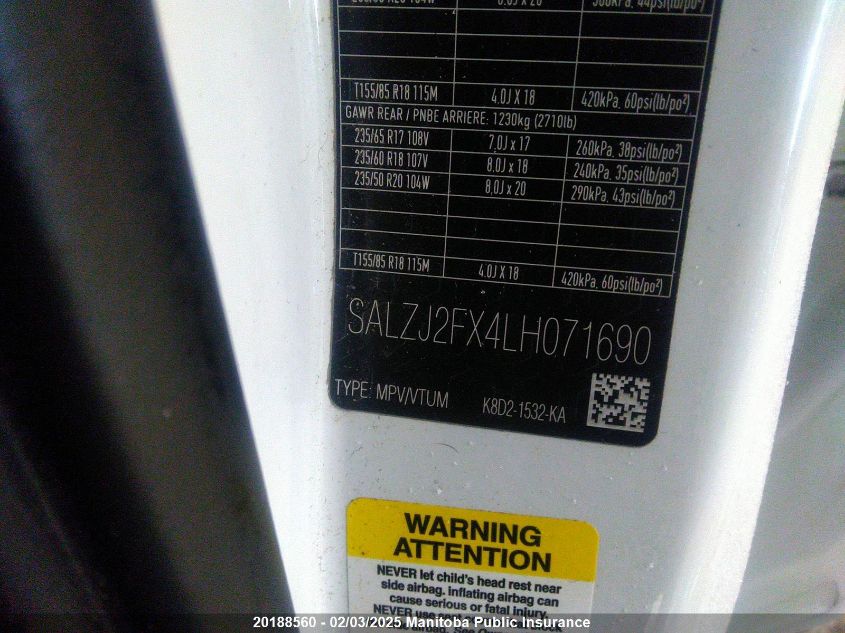 T155/85 R18 115M 4.0J X 18 420kPa, 60psi(lb/po²)
GAWR REAR / PNBE ARRIERE: 1230kg (2710lb)
235/65 R17 108V 7,0J x 17 260kPa, 38psi(lb/po²)
235/60 R18 107V 8,0J x 18 240kPa, 35psi(lb/po²)
235/50 R20 104W 8,0J x 20 290kPa, 43psi(lb/po²)
T155/85 R18 115M 4.0J X 18 420kPa, 60psi(lb/po²)
SALZJ2FX4LH071690
TYPE: MPV/VTUM K8D2-1532-KA
WARNING
ATTENTION
NEVER let child's head rest near
side airbag. inflating airbag can
cause serious or fatal injury.
NEVER use
20188560 - 02/03/2025 Manitoba Public Insurance